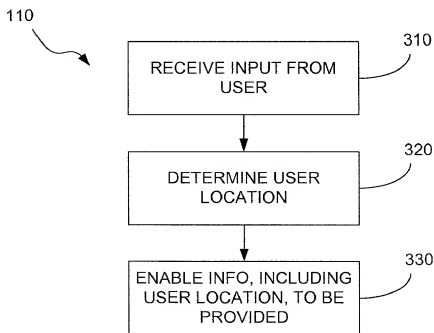 110
RECEIVE INPUT FROM
USER
310
DETERMINE USER
LOCATION
320
ENABLE INFO, INCLUDING
USER LOCATION, TO BE
PROVIDED
330